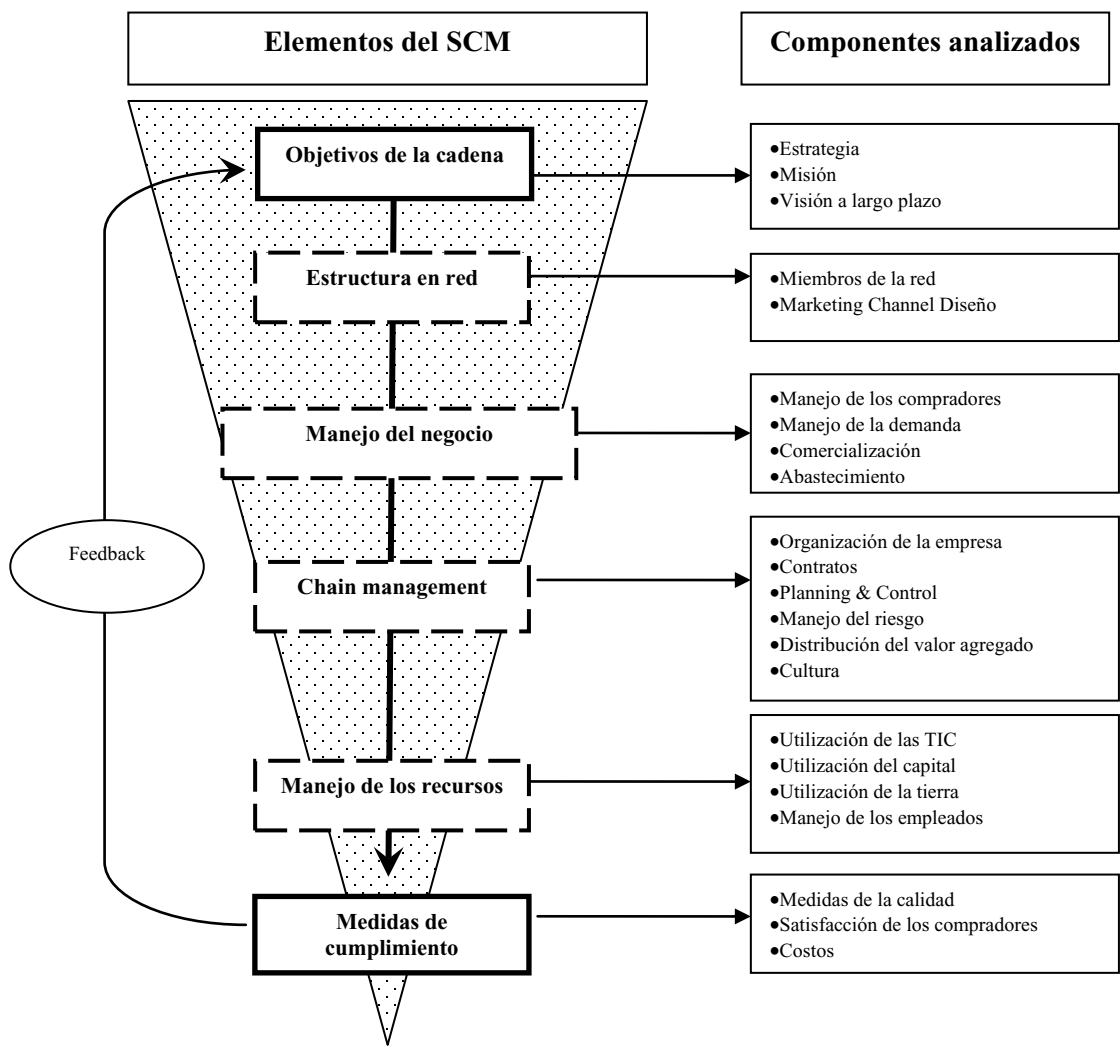 Elementos del SCM
Componentes analizados
Objetivos de la cadena
•Estrategia
•Misión
•Visión a largo plazo
Estructura en red
•Miembros de la red
•Marketing Channel Diseño
Manejo del negocio
•Manejo de los compradores
•Manejo de la demanda
•Comercialización
•Abastecimiento
Feedback
Chain management
•Organización de la empresa
•Contratos
•Planning & Control
•Manejo del riesgo
•Distribución del valor agregado
•Cultura
Manejo de los recursos
•Utilización de las TIC
•Utilización del capital
•Utilización de la tierra
•Manejo de los empleados
Medidas de
cumplimiento
•Medidas de la calidad
•Satisfacción de los compradores
•Costos